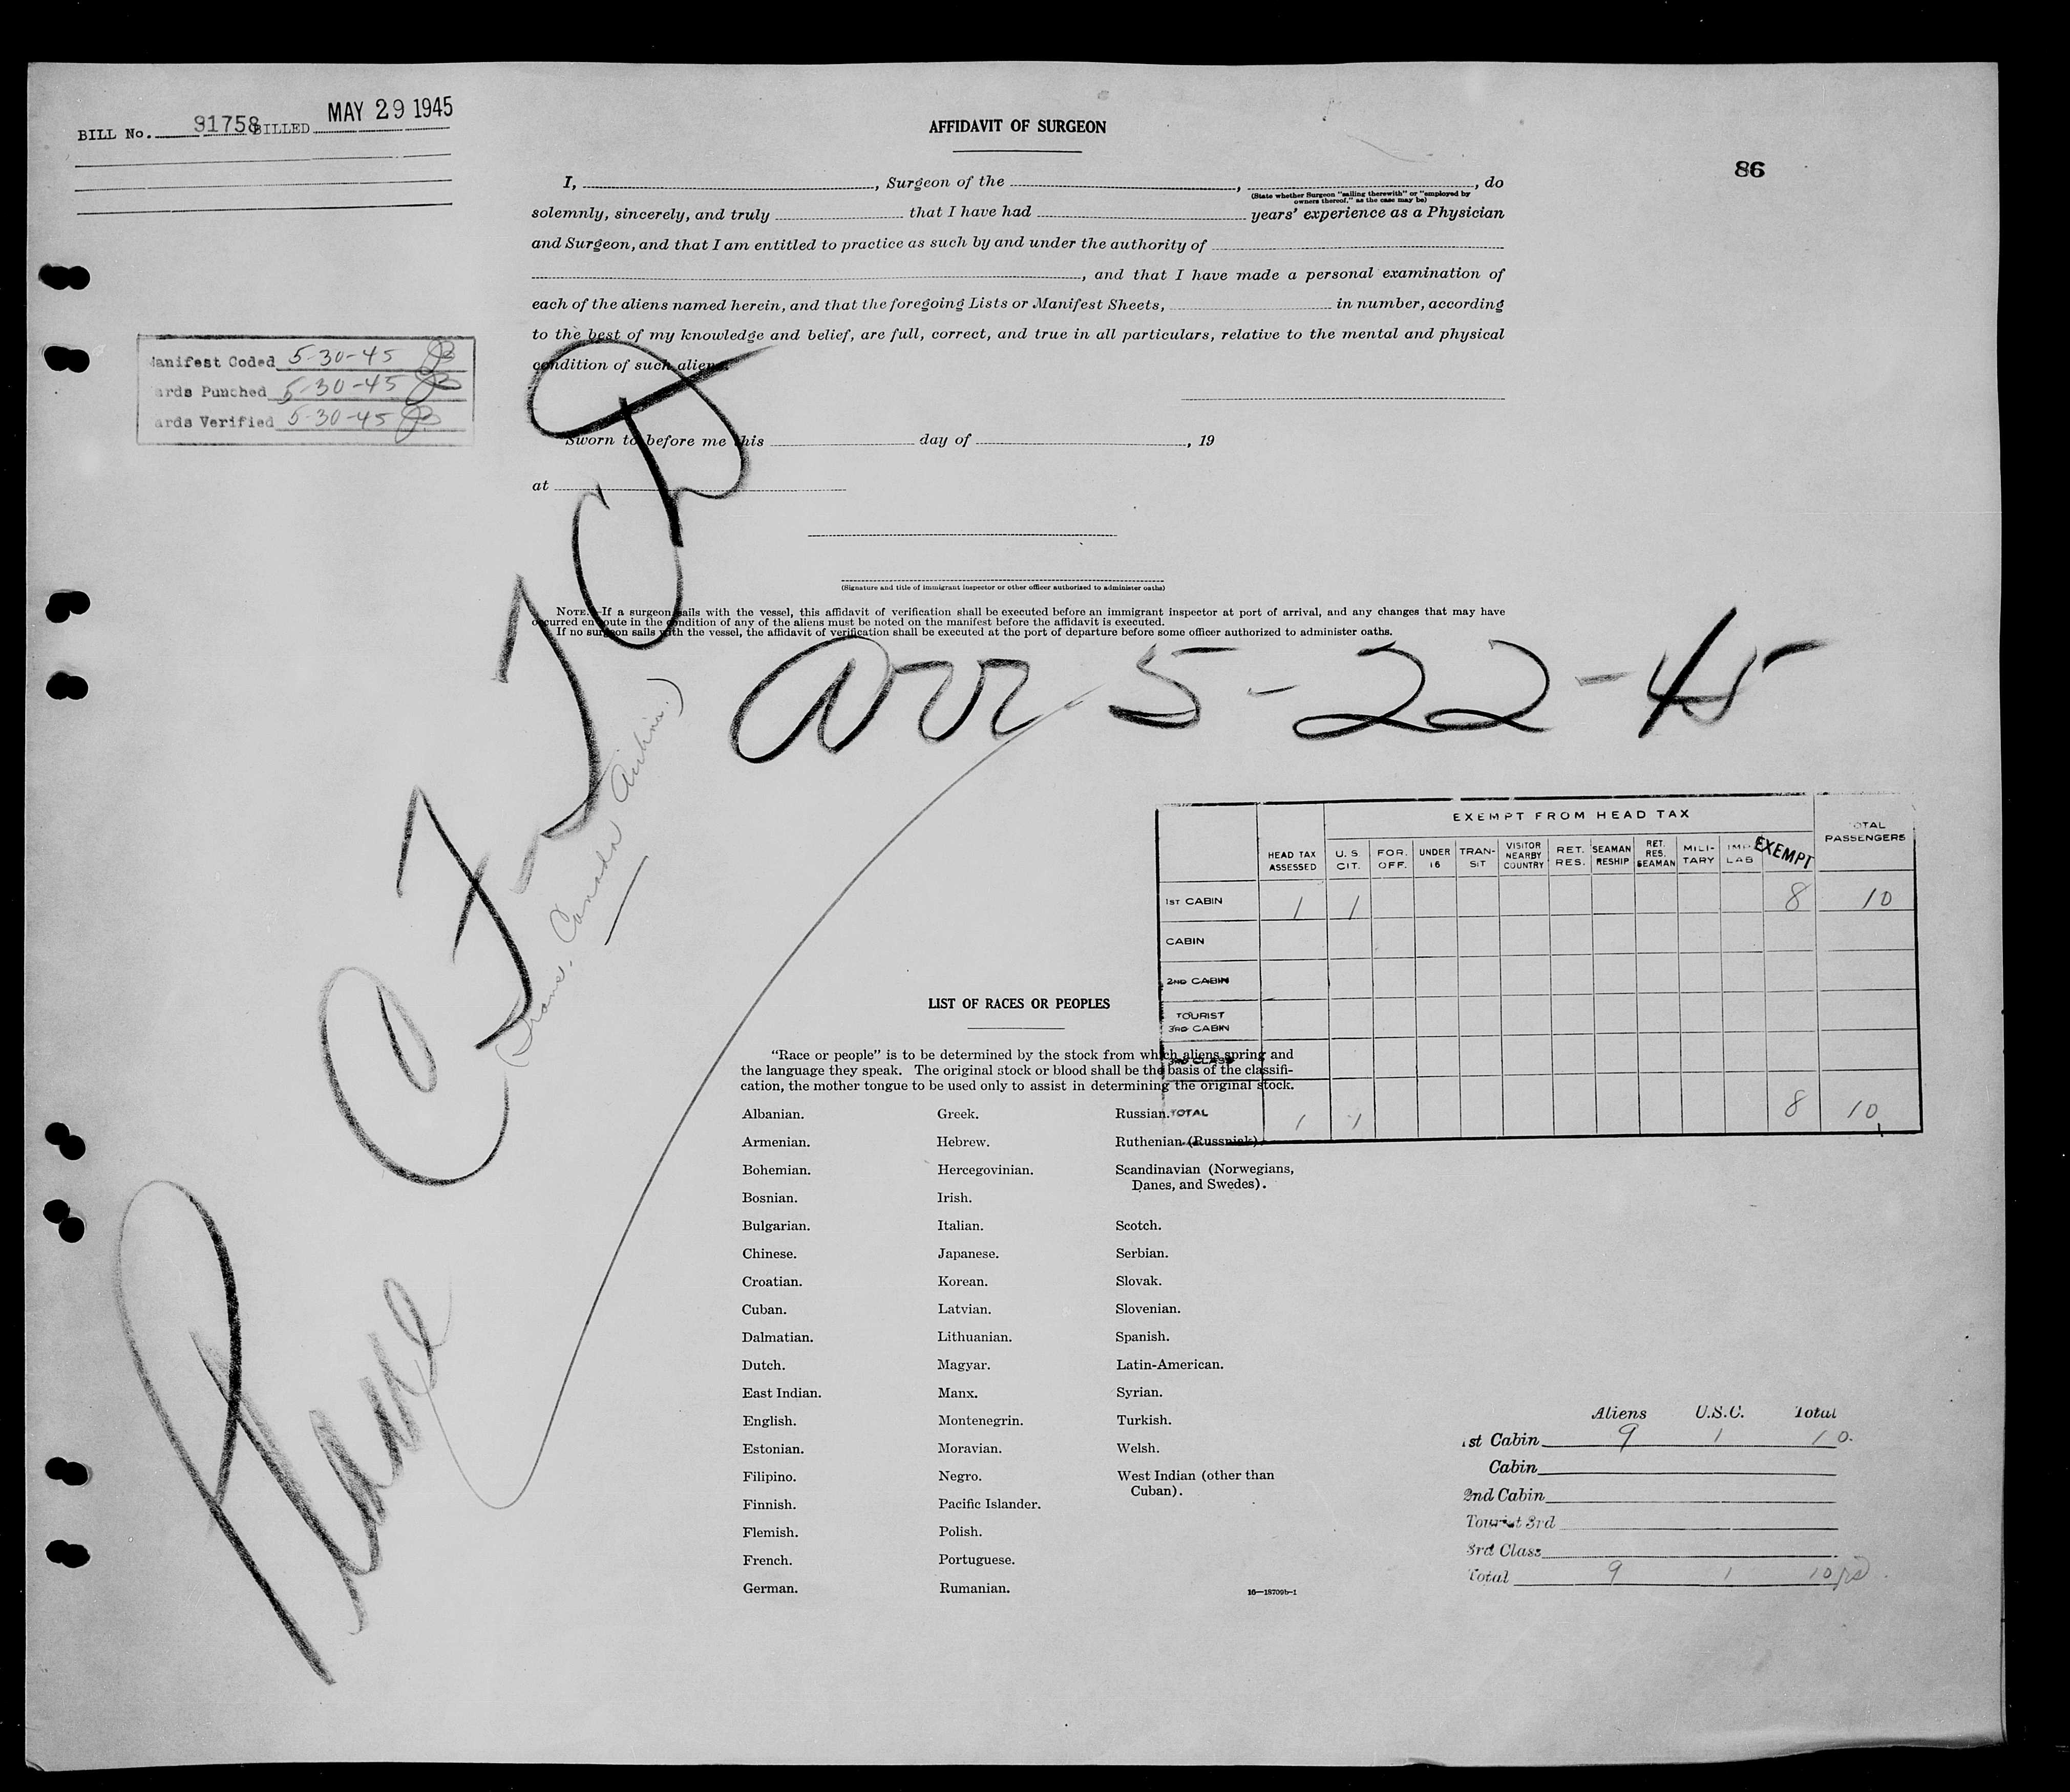 BILL No. 91758 BILLED MAY 29 1945
AFFIDAVIT OF SURGEON
86
I, , Surgeon of the , , do
(State whether Surgeon "sailing therewith" or "employed by
owners thereof," as the case may be)
solemnly, sincerely, and truly that I have had years' experience as a Physician
and Surgeon, and that I am entitled to practice as such by and under the authority of
, and that I have made a personal examination of
each of the aliens named herein, and that the foregoing Lists or Manifest Sheets, in number, according
to the best of my knowledge and belief, are full, correct, and true in all particulars, relative to the mental and physical
condition of such aliens.
anifest Coded 5-30-45
ards Punched 5-30-45
ards Verified 5-30-45
Sworn to before me this day of , 19
at
(Signature and title of immigrant inspector or other officer authorized to administer oaths)
NOTE.—If a surgeon sails with the vessel, this affidavit of verification shall be executed before an immigrant inspector at port of arrival, and any changes that may have
occurred en route in the condition of any of the aliens must be noted on the manifest before the affidavit is executed.
If no surgeon sails with the vessel, the affidavit of verification shall be executed at the port of departure before some officer authorized to administer oaths.
Plane CF
(Trans. Canada Airline.)
arr. 5-22-45
EXEMPT FROM HEAD TAX
HEAD TAX ASSESSED U.S. CIT. FOR. OFF. UNDER 16 TRAN-SIT VISITOR NEARBY COUNTRY RET. RES. SEAMAN RESHIP RET. RES. SEAMAN MILI-TARY IMP. LAB EXEMPT OTAL PASSENGERS
1ST CABIN 1 1 8 10
CABIN
2ND CABIN
TOURIST
3RD CABIN
3RD CLASS
TOTAL 1 1 8 10
LIST OF RACES OR PEOPLES
"Race or people" is to be determined by the stock from which aliens spring and
the language they speak. The original stock or blood shall be the basis of the classifi-
cation, the mother tongue to be used only to assist in determining the original stock.
Albanian. Greek. Russian.
Armenian. Hebrew. Ruthenian (Russniak).
Bohemian. Hercegovinian. Scandinavian (Norwegians,
Danes, and Swedes).
Bosnian. Irish.
Bulgarian. Italian. Scotch.
Chinese. Japanese. Serbian.
Croatian. Korean. Slovak.
Cuban. Latvian. Slovenian.
Dalmatian. Lithuanian. Spanish.
Dutch. Magyar. Latin-American.
East Indian. Manx. Syrian.
English. Montenegrin. Turkish.
Estonian. Moravian. Welsh.
Filipino. Negro. West Indian (other than
Cuban).
Finnish. Pacific Islander.
Flemish. Polish.
French. Portuguese.
German. Rumanian.
16—18709b-1
Aliens U.S.C. Total
1st Cabin 9 1 10.
Cabin
2nd Cabin
Tourist 3rd
3rd Class
Total 9 1 10